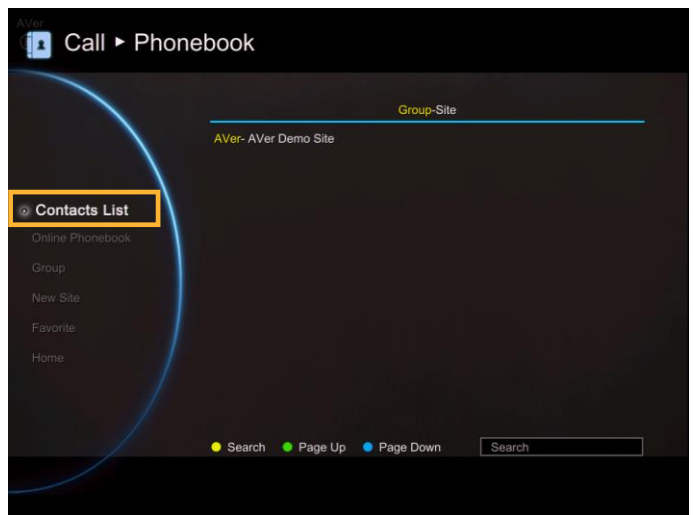 AVer
Call ▸ Phonebook
Group-Site
AVer- AVer Demo Site
Contacts List
Online Phonebook
Group
New Site
Favorite
Home
Search Page Up Page Down Search